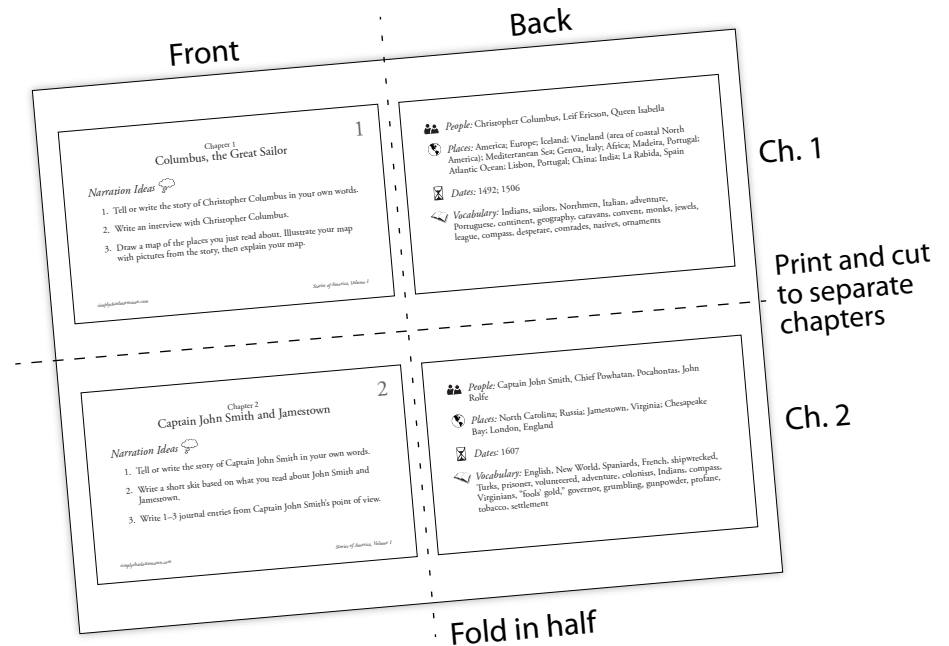 Front
Back
1
Chapter 1
Columbus, the Great Sailor
Narration Ideas
1. Tell or write the story of Christopher Columbus in your own words.
2. Write an interview with Christopher Columbus.
3. Draw a map of the places you just read about. Illustrate your map
with pictures from the story, then explain your map.
simplycharlottemason.com
Stories of America, Volume 1
People: Christopher Columbus, Leif Ericson, Queen Isabella
Places: America; Europe; Iceland; Vineland (area of coastal North
America); Mediterranean Sea; Genoa, Italy; Africa; Madeira, Portugal;
Atlantic Ocean; Lisbon, Portugal; China; India; La Rabida, Spain
Dates: 1492; 1506
Vocabulary: Indians, sailors, Northmen, Italian, adventure,
Portuguese, continent, geography, caravans, convent, monks, jewels,
league, compass, desperate, comrades, natives, ornaments
Ch. 1
Print and cut
to separate
chapters
2
Chapter 2
Captain John Smith and Jamestown
Narration Ideas
1. Tell or write the story of Captain John Smith in your own words.
2. Write a short skit based on what you read about John Smith and
Jamestown.
3. Write 1–3 journal entries from Captain John Smith's point of view.
simplycharlottemason.com
Stories of America, Volume 1
People: Captain John Smith, Chief Powhatan, Pocahontas, John
Rolfe
Places: North Carolina; Russia; Jamestown, Virginia; Chesapeake
Bay; London, England
Dates: 1607
Vocabulary: English, New World, Spaniards, French, shipwrecked,
Turks, prisoner, volunteered, adventure, colonists, Indians, compass,
Virginians, "fools' gold," governor, grumbling, gunpowder, profane,
tobacco, settlement
Ch. 2
Fold in half